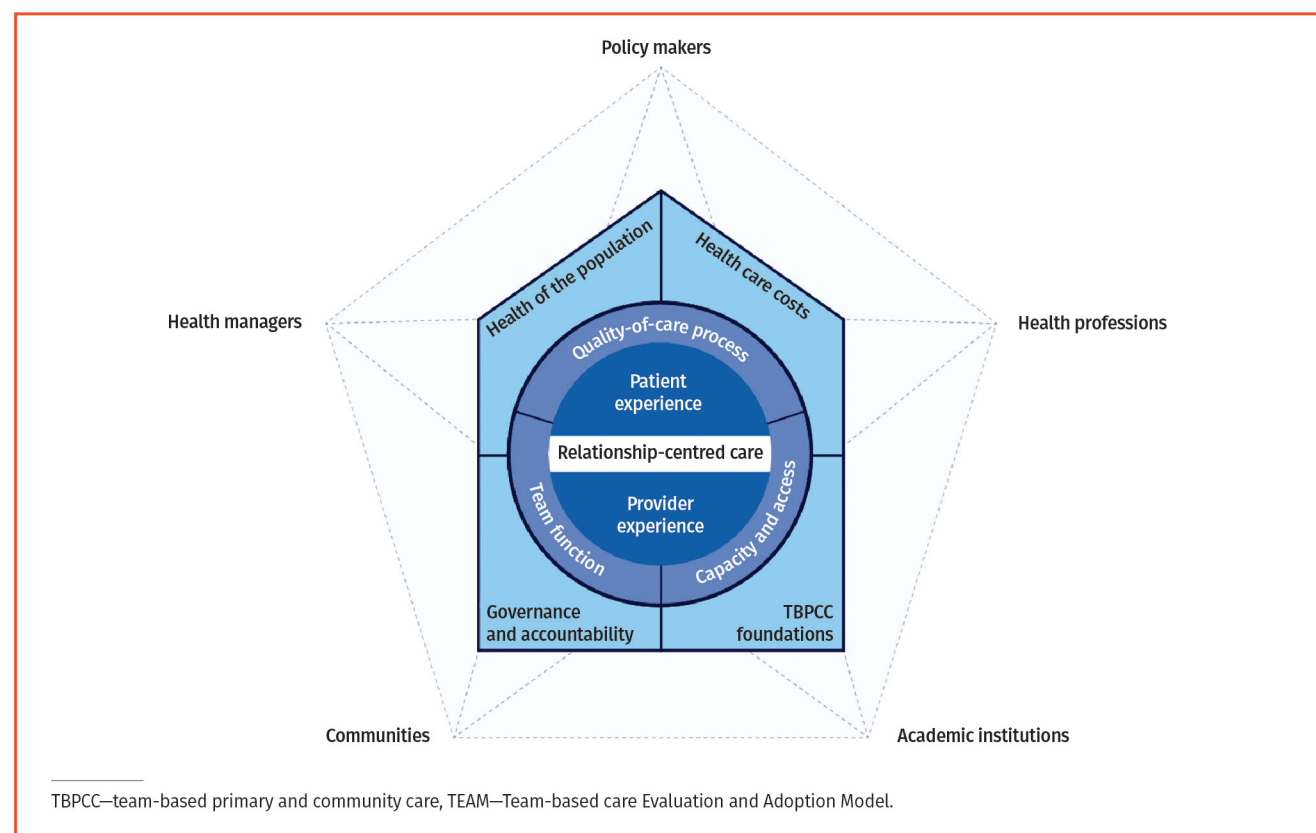 Policy makers
Health managers
Health professions
Health of the population
Health care costs
Quality-of-care process
Patient
experience
Relationship-centred care
Provider
experience
Team function
Capacity and access
Governance
and accountability
TBPCC
foundations
Communities
Academic institutions
TBPCC—team-based primary and community care, TEAM—Team-based care Evaluation and Adoption Model.